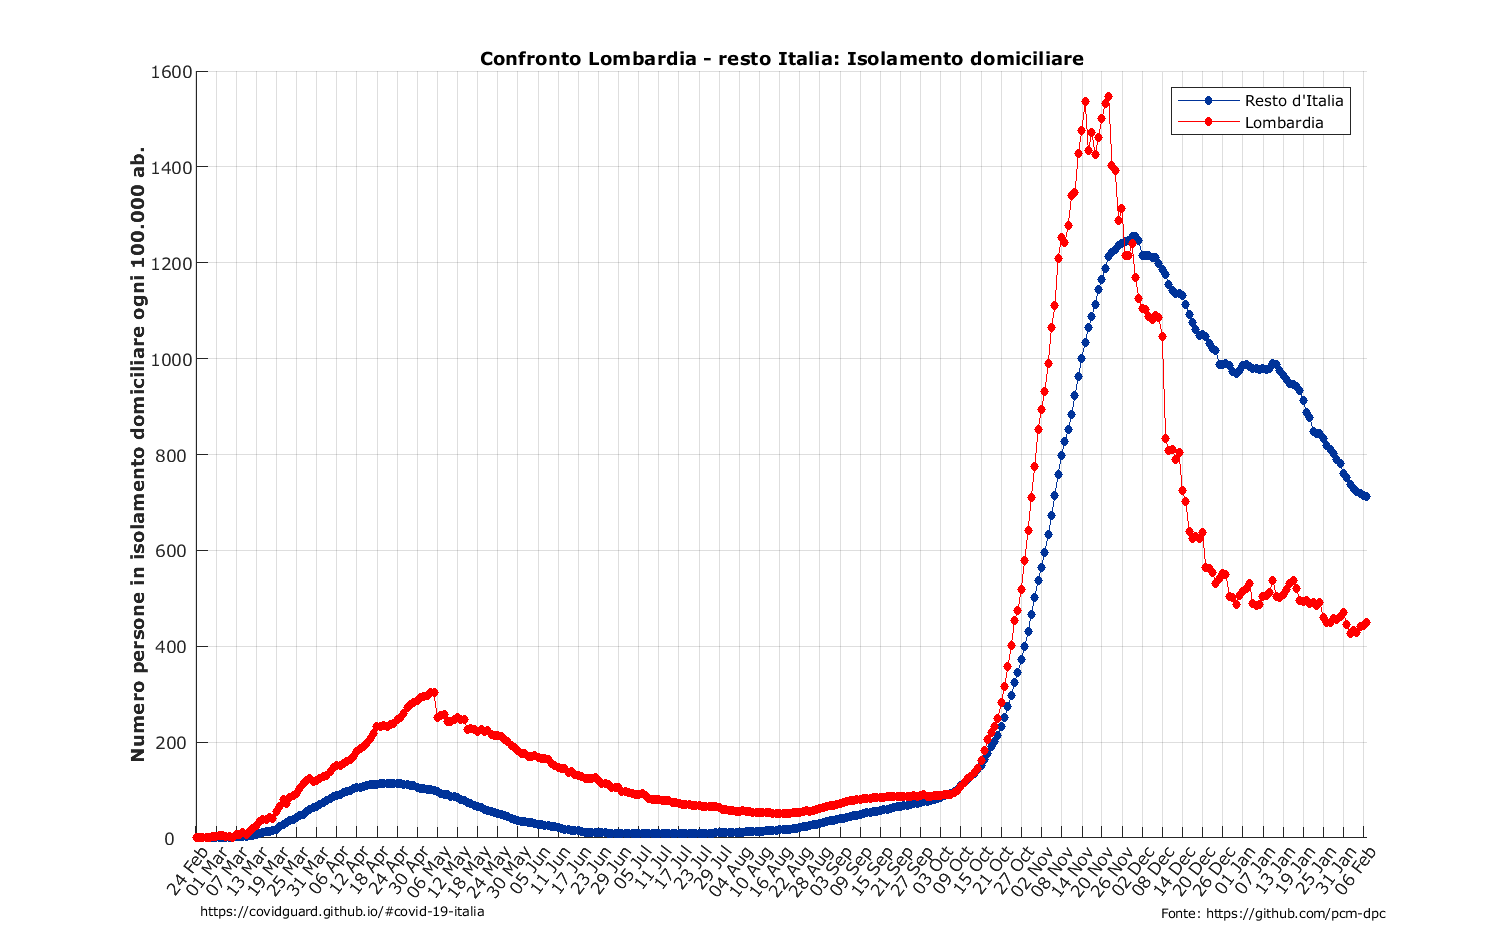 Confronto Lombardia - resto Italia: Isolamento domiciliare
Resto d'Italia
Lombardia
Numero persone in isolamento domiciliare ogni 100.000 ab.
1600
1400
1200
1000
800
600
400
200
0
24 Feb
01 Mar
07 Mar
13 Mar
19 Mar
25 Mar
31 Mar
06 Apr
12 Apr
18 Apr
24 Apr
30 Apr
06 May
12 May
18 May
24 May
30 May
05 Jun
11 Jun
17 Jun
23 Jun
29 Jun
05 Jul
11 Jul
17 Jul
23 Jul
29 Jul
04 Aug
10 Aug
16 Aug
22 Aug
28 Aug
03 Sep
09 Sep
15 Sep
21 Sep
27 Sep
03 Oct
09 Oct
15 Oct
21 Oct
27 Oct
02 Nov
08 Nov
14 Nov
20 Nov
26 Nov
02 Dec
08 Dec
14 Dec
20 Dec
26 Dec
01 Jan
07 Jan
13 Jan
19 Jan
25 Jan
31 Jan
06 Feb
https://covidguard.github.io/#covid-19-italia
Fonte: https://github.com/pcm-dpc